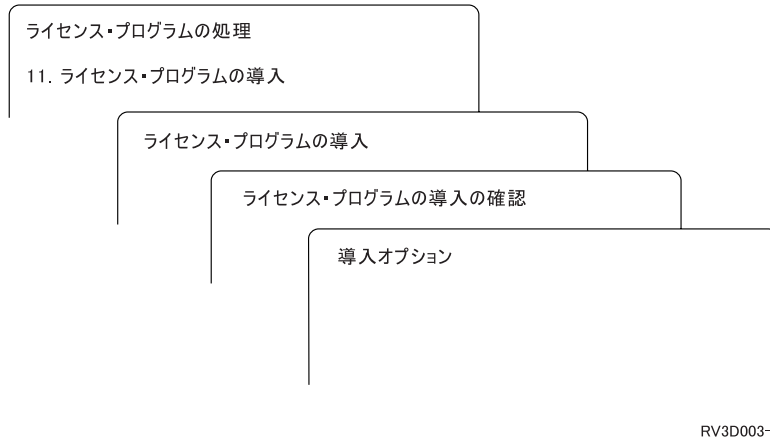 ライセンス・プログラムの処理
11. ライセンス・プログラムの導入
ライセンス・プログラムの導入
ライセンス・プログラムの導入の確認
導入オプション
RV3D003-